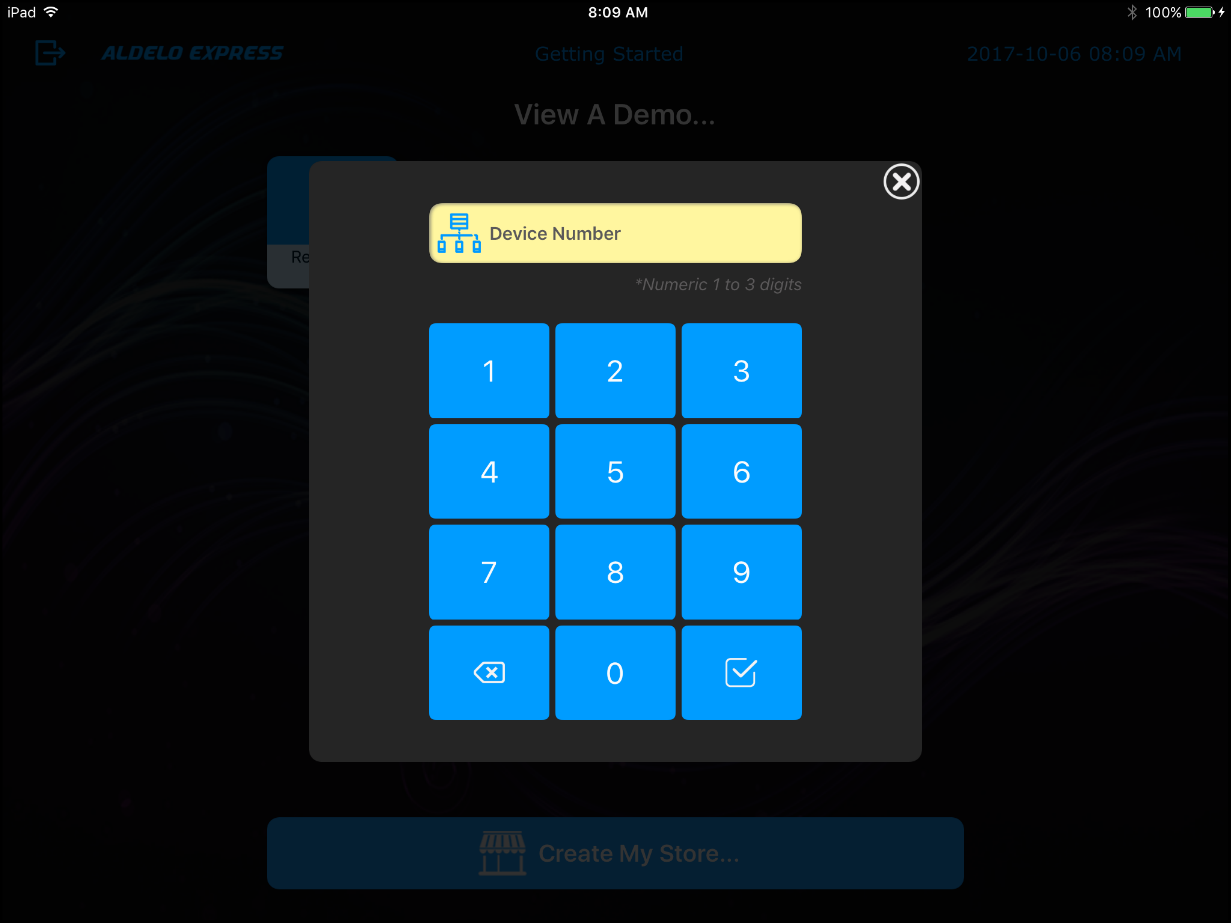 iPad 8:09 AM 100%
ALDELO EXPRESS Getting Started 2017-10-06 08:09 AM
View A Demo...
Device Number
Re
*Numeric 1 to 3 digits
1 2 3
4 5 6
7 8 9
0
Create My Store...